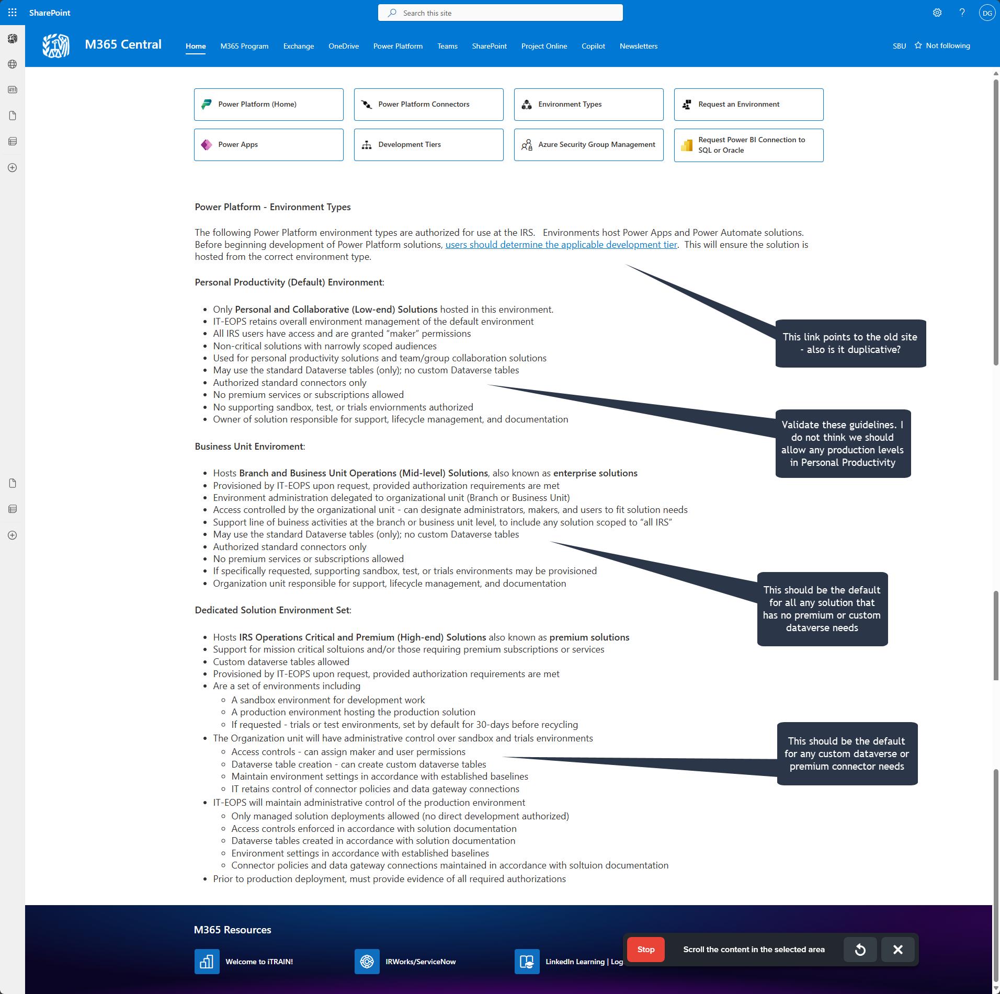 SharePoint
Search this site
?
DG
M365 Central
Home
M365 Program
Exchange
OneDrive
Power Platform
Teams
SharePoint
Project Online
Copilot
Newsletters
SBU
Not following
Power Platform (Home)
Power Platform Connectors
Environment Types
Request an Environment
Power Apps
Development Tiers
Azure Security Group Management
Request Power BI Connection to
SQL or Oracle
Power Platform - Environment Types
The following Power Platform environment types are authorized for use at the IRS.   Environments host Power Apps and Power Automate solutions.
Before beginning development of Power Platform solutions, users should determine the applicable development tier.  This will ensure the solution is
hosted from the correct environment type.
This link points to the old site
- also is it duplicative?
Personal Productivity (Default) Environment:
• Only Personal and Collaborative (Low-end) Solutions hosted in this environment.
• IT-EOPS retains overall environment management of the default environment
• All IRS users have access and are granted “maker” permissions
• Non-critical solutions with narrowly scoped audiences
• Used for personal productivity solutions and team/group collaboration solutions
• May use the standard Dataverse tables (only); no custom Dataverse tables
• Authorized standard connectors only
• No premium services or subscriptions allowed
• No supporting sandbox, test, or trials enviornments authorized
• Owner of solution responsible for support, lifecycle management, and documentation
Validate these guidelines. I
do not think we should
allow any production levels
in Personal Productivity
Business Unit Enviroment:
• Hosts Branch and Business Unit Operations (Mid-level) Solutions, also known as enterprise solutions
• Provisioned by IT-EOPS upon request, provided authorization requirements are met
• Environment administration delegated to organizational unit (Branch or Business Unit)
• Access controlled by the organizational unit - can designate administrators, makers, and users to fit solution needs
• Support line of buiness activities at the branch or business unit level, to include any solution scoped to “all IRS”
• May use the standard Dataverse tables (only); no custom Dataverse tables
• Authorized standard connectors only
• No premium services or subscriptions allowed
• If specifically requested, supporting sandbox, test, or trials environments may be provisioned
• Organization unit responsible for support, lifecycle management, and documentation
This should be the default
for all any solution that
has no premium or custom
dataverse needs
Dedicated Solution Environment Set:
• Hosts IRS Operations Critical and Premium (High-end) Solutions also known as premium solutions
• Support for mission critical soltuions and/or those requiring premium subscriptions or services
• Custom dataverse tables allowed
• Provisioned by IT-EOPS upon request, provided authorization requirements are met
• Are a set of environments including
◦ A sandbox environment for development work
◦ A production environment hosting the production solution
◦ If requested - trials or test environments, set by default for 30-days before recycling
• The Organization unit will have administrative control over sandbox and trials environments
◦ Access controls - can assign maker and user permissions
◦ Dataverse table creation - can create custom dataverse tables
◦ Maintain environment settings in accordance with established baselines
◦ IT retains control of connector policies and data gateway connections
• IT-EOPS will maintain administrative control of the production environment
◦ Only managed solution deployments allowed (no direct development authorized)
◦ Access controls enforced in accordance with solution documentation
◦ Dataverse tables created in accordance with solution documentation
◦ Environment settings in accordance with established baselines
◦ Connector policies and data gateway connections maintained in accordance with soltuion documentation
• Prior to production deployment, must provide evidence of all required authorizations
This should be the default
for any custom dataverse or
premium connector needs
M365 Resources
Welcome to iTRAIN!
IRWorks/ServiceNow
LinkedIn Learning | Log
Stop
Scroll the content in the selected area